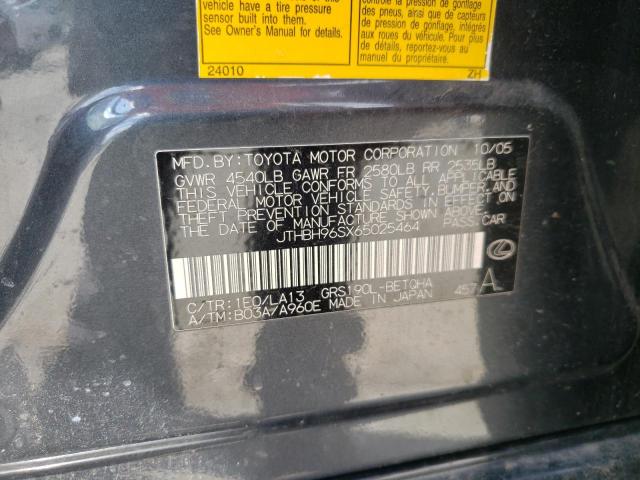 vehicle have a tire pressure
sensor built into them.
See Owner's Manual for details.
24010
contrôle la pression de gonflage
des pneus, ainsi que de capteurs
de pression de gonflage, intégrés
aux roues du véhicule. Pour plus
de détails, reportez-vous au
manuel du propriétaire.
ZH
MFD. BY: TOYOTA MOTOR CORPORATION 10/05
GVWR 4540LB GAWR FR 2580LB RR 2535LB
THIS VEHICLE CONFORMS TO ALL APPLICABLE
FEDERAL MOTOR VEHICLE SAFETY, BUMPER, AND
THEFT PREVENTION STANDARDS IN EFFECT ON
THE DATE OF MANUFACTURE SHOWN ABOVE.
JTHBH96SX65025464 PASS CAR
C/TR: 1E0/LA13 GRS190L-BETQHA
A/TM: B03A/A960E MADE IN JAPAN 457 A